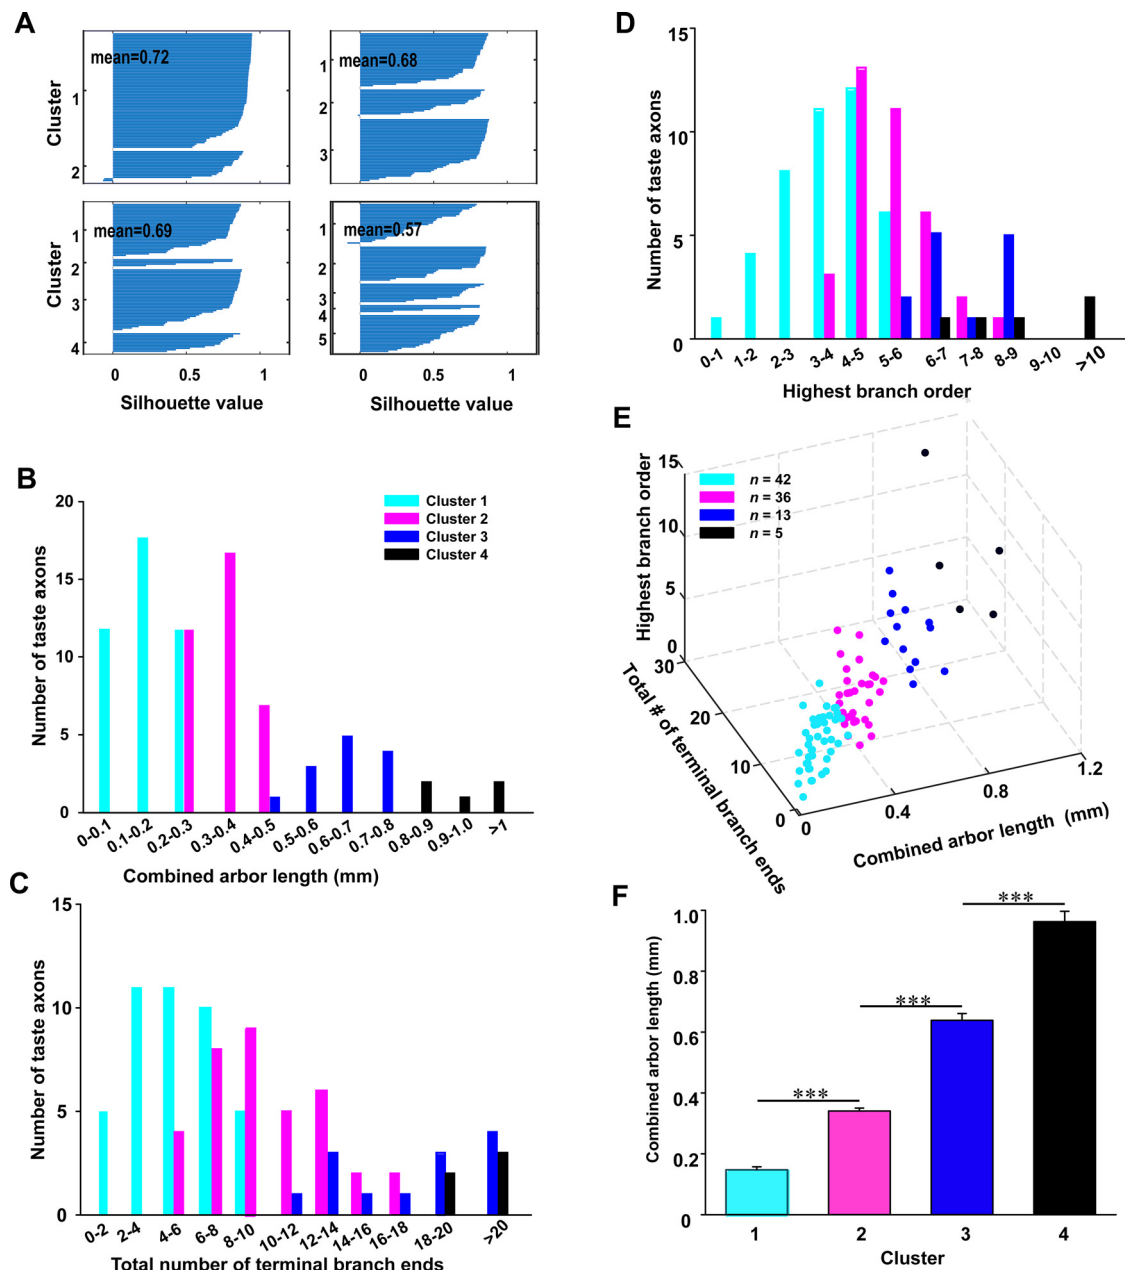 A
mean=0.72
Cluster
1
2
mean=0.68
1
2
3
mean=0.69
Cluster
1
2
3
4
0
0.5
1
Silhouette value
mean=0.57
1
2
3
4
5
0
0.5
1
Silhouette value
B
Number of taste axons
20
15
10
5
0
Cluster 1
Cluster 2
Cluster 3
Cluster 4
0-0.1
0.1-0.2
0.2-0.3
0.3-0.4
0.4-0.5
0.5-0.6
0.6-0.7
0.7-0.8
0.8-0.9
0.9-1.0
>1
Combined arbor length (mm)
C
Number of taste axons
15
10
5
0
0-2
2-4
4-6
6-8
8-10
10-12
12-14
14-16
16-18
18-20
>20
Total number of terminal branch ends
D
Number of taste axons
15
10
5
0
0-1
1-2
2-3
3-4
4-5
5-6
6-7
7-8
8-9
9-10
>10
Highest branch order
E
Highest branch order
15
10
5
0
n = 42
n = 36
n = 13
n = 5
30
20
10
0
Total # of terminal branch ends
0
0.4
0.8
1.2
Combined arbor length (mm)
F
Combined arbor length (mm)
1.0
0.8
0.6
0.4
0.2
0
***
***
***
1
2
3
4
Cluster